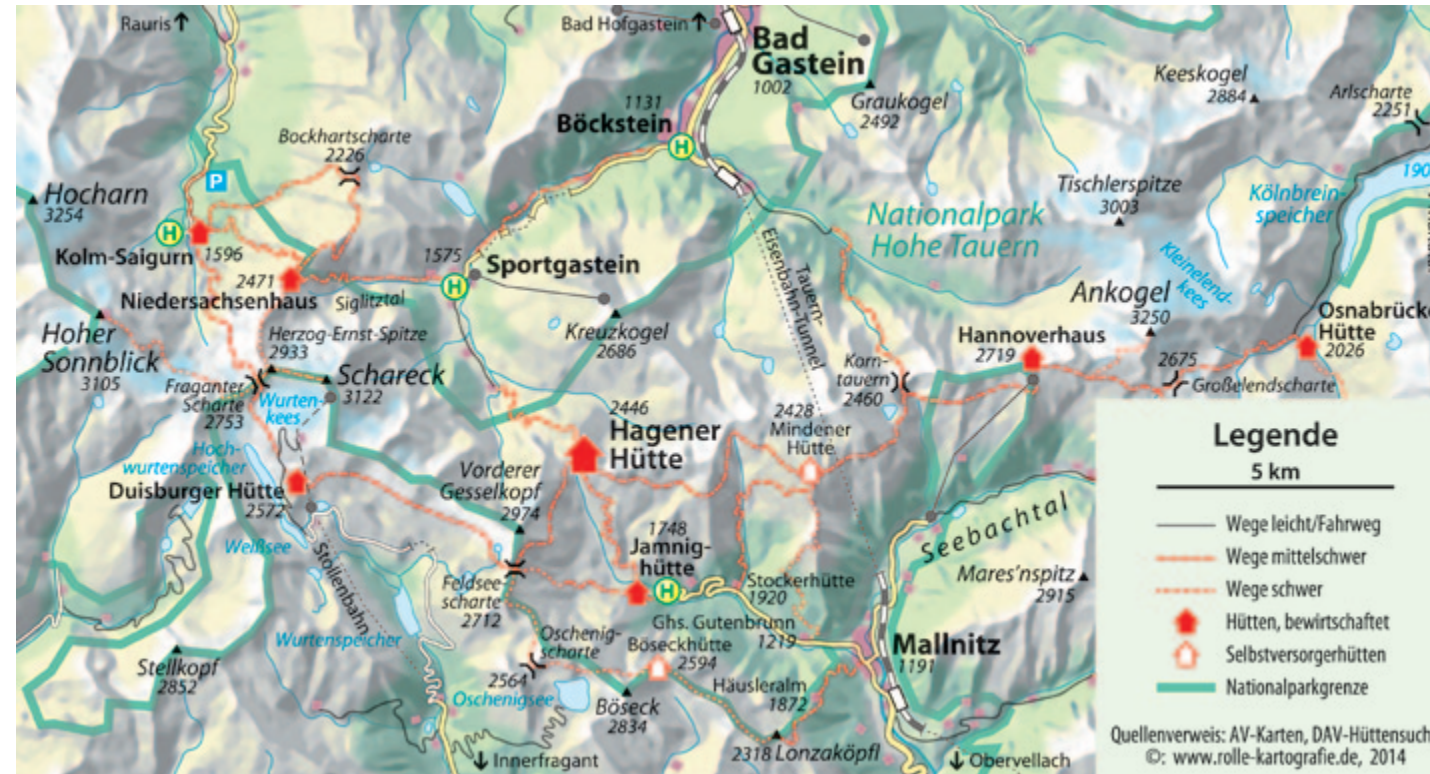 Rauris
Bad Hofgastein
Bad
Gastein
1002
Keeskogel
2884
Arlscharte
2251
Graukogel
2492
1131
Böckstein
Bockhartscharte
2226
P
H
Hocharn
3254
H
Kolm-Saigurn 1596
Tischlerspitze
3003
Kölnbrein-
speicher
190
Nationalpark
Hohe Tauern
Eisenbahn-Tunnel
Tauern-
Kleinelend-
kees
1575
Sportgastein
H
2471
Niedersachsenhaus
Siglitztal
Ankogel
3250
Osnabrücke
Hütte
2026
Hoher
Sonnblick
3105
Herzog-Ernst-Spitze
2933
Kreuzkogel
2686
Hannoverhaus
2719
2675
Großelendscharte
Schareck
3122
Fraganter
Scharte
2753
Wurten-
kees
Korn-
tauern
2460
2446
Hagener
Hütte
2428
Mindener
Hütte
Hoch-
wurtenspeicher
Duisburger Hütte
2572
Vorderer
Gesselkopf
2974
Weißsee
Stollenbahn
1748
Jamnig-
hütte
H
Seebachtal
Mares'nspitz
2915
Feldsee
scharte
2712
Stockerhütte
1920
Ghs. Gutenbrunn
1219
Mallnitz
1191
Wurtenspeicher
Oschenig-
scharte
2564
Oschenigsee
Böseckhütte
2594
Stellkopf
2852
Böseck
2834
Häusleralm
1872
2318 Lonzaköpfl
Innerfragant
Obervellach
Legende
5 km
Wege leicht/Fahrweg
Wege mittelschwer
Wege schwer
Hütten, bewirtschaftet
Selbstversorgerhütten
Nationalparkgrenze
Quellenverweis: AV-Karten, DAV-Hüttensuch
©: www.rolle-kartografie.de, 2014